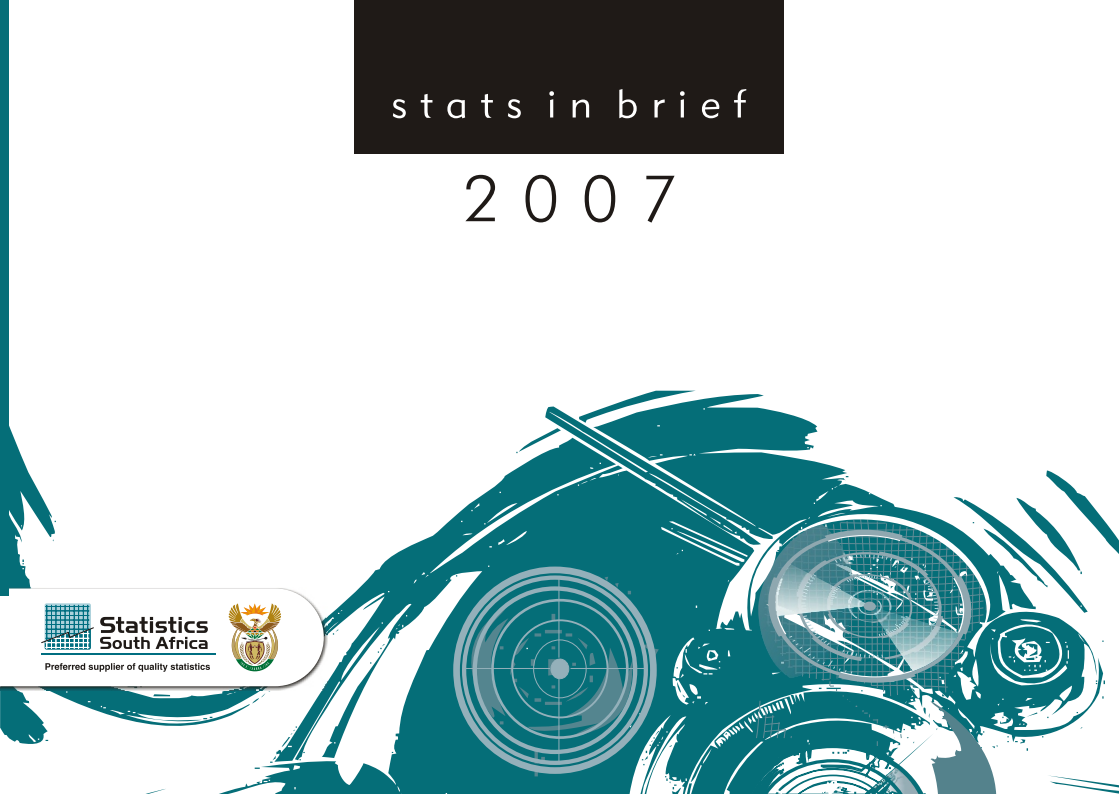 stats in brief
2007
Statistics
South Africa
Preferred supplier of quality statistics